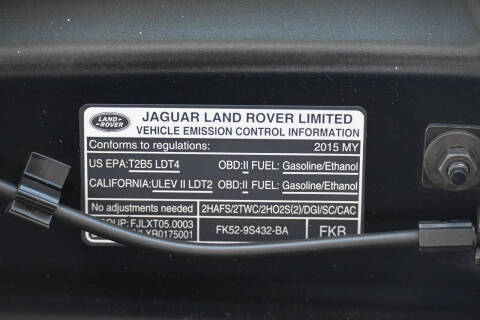 LAND-
ROVER
JAGUAR LAND ROVER LIMITED
VEHICLE EMISSION CONTROL INFORMATION
Conforms to regulations: 2015 MY
US EPA:T2B5 LDT4 OBD:II FUEL: Gasoline/Ethanol
CALIFORNIA:ULEV II LDT2 OBD:II FUEL: Gasoline/Ethanol
No adjustments needed 2HAFS/2TWC/2HO2S(2)/DGI/SC/CAC
GROUP: FJLXT05.0003 FK52-9S432-BA FKR